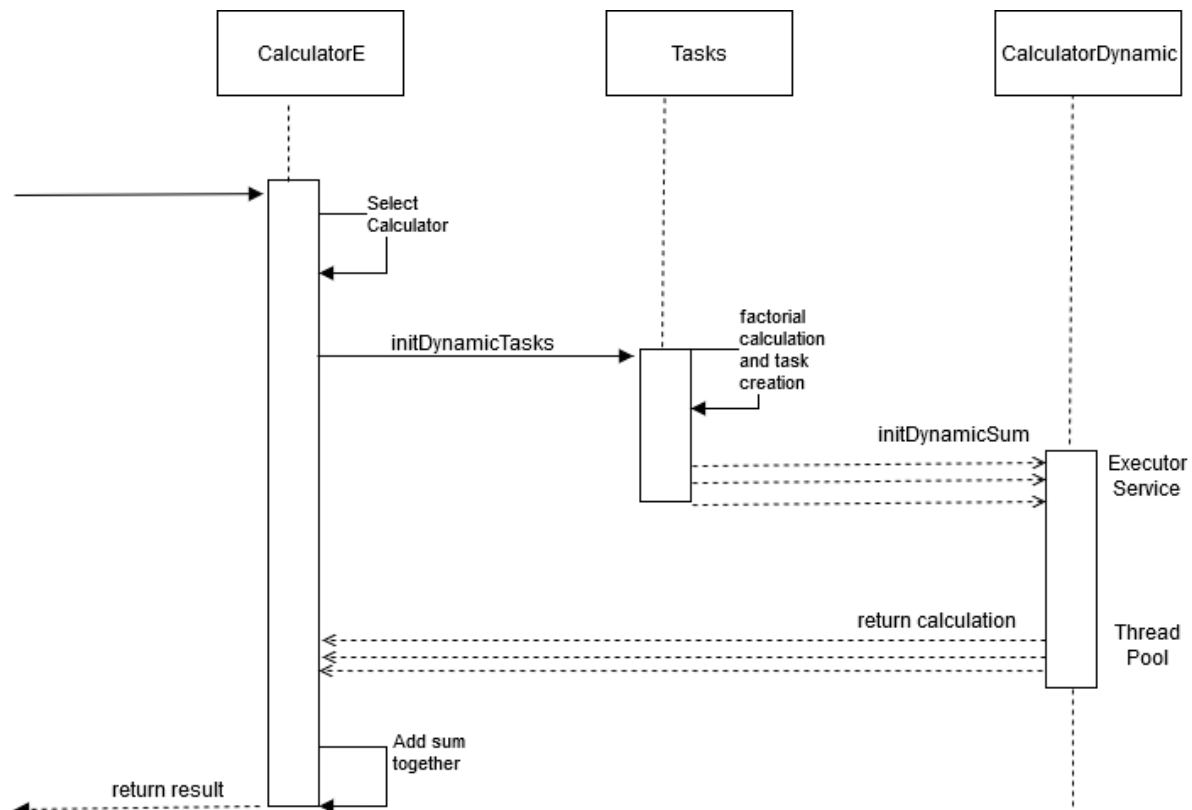 CalculatorE
Tasks
CalculatorDynamic
Select
Calculator
factorial
calculation
and task
creation
initDynamicTasks
initDynamicSum
Executor
Service
return calculation
Thread
Pool
Add sum
together
return result